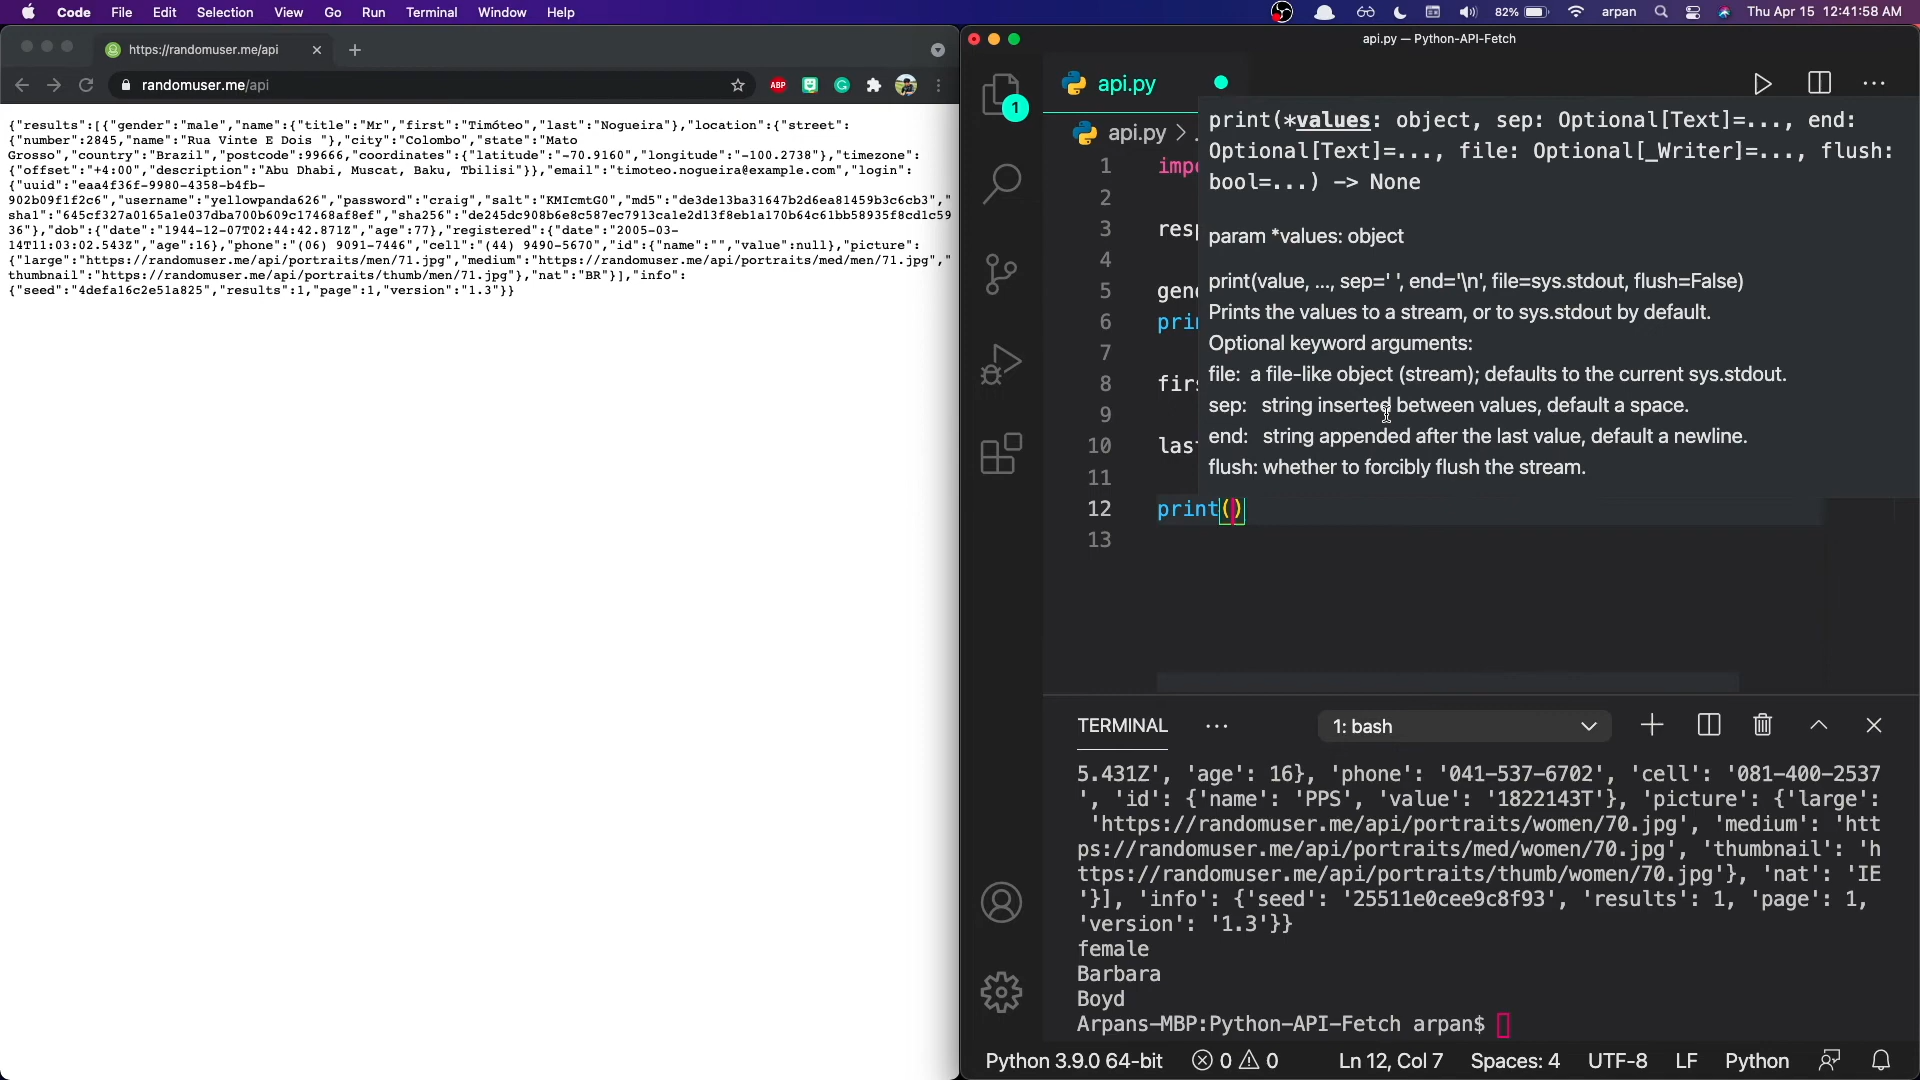 Code File Edit Selection View Go Run Terminal Window Help 82% arpan Thu Apr 15 12:41:58 AM
https://randomuser.me/api
randomuser.me/api
ABP
{"results":[{"gender":"male","name":{"title":"Mr","first":"Timóteo","last":"Nogueira"},"location":{"street":
{"number":2845,"name":"Rua Vinte E Dois "},"city":"Colombo","state":"Mato
Grosso","country":"Brazil","postcode":99666,"coordinates":{"latitude":"-70.9160","longitude":"-100.2738"},"timezone":
{"offset":"+4:00","description":"Abu Dhabi, Muscat, Baku, Tbilisi"}},"email":"timoteo.nogueira@example.com","login":
{"uuid":"eaa4f36f-9980-4358-b4fb-
902b09f1f2c6","username":"yellowpanda626","password":"craig","salt":"KMIcmtG0","md5":"de3de13ba31647b2d6ea81459b3c6cb3","
sha1":"645cf327a0165a1e037dba700b609c17468af8ef","sha256":"de245dc908b6e8c587ec7913ca1e2d13f8eb1a170b64c61bb58935f8cd1c59
36"},"dob":{"date":"1944-12-07T02:44:42.871Z","age":77},"registered":{"date":"2005-03-
14T11:03:02.543Z","age":16},"phone":"(06) 9091-7446","cell":"(44) 9490-5670","id":{"name":"","value":null},"picture":
{"large":"https://randomuser.me/api/portraits/men/71.jpg","medium":"https://randomuser.me/api/portraits/med/men/71.jpg","
thumbnail":"https://randomuser.me/api/portraits/thumb/men/71.jpg"},"nat":"BR"}],"info":
{"seed":"4defa16c2e51a825","results":1,"page":1,"version":"1.3"}}
api.py — Python-API-Fetch
1
api.py
api.py > .
1 impo
2
3 resp
4
5 gend
6 prin
7
8 firs
9
10 last
11
12 print()
13
print(*values: object, sep: Optional[Text]=..., end:
Optional[Text]=..., file: Optional[_Writer]=..., flush:
bool=...) -> None
param *values: object
print(value, ..., sep=' ', end='\n', file=sys.stdout, flush=False)
Prints the values to a stream, or to sys.stdout by default.
Optional keyword arguments:
file: a file-like object (stream); defaults to the current sys.stdout.
sep: string inserted between values, default a space.
end: string appended after the last value, default a newline.
flush: whether to forcibly flush the stream.
TERMINAL ... 1: bash
5.431Z', 'age': 16}, 'phone': '041-537-6702', 'cell': '081-400-2537
', 'id': {'name': 'PPS', 'value': '1822143T'}, 'picture': {'large':
'https://randomuser.me/api/portraits/women/70.jpg', 'medium': 'htt
ps://randomuser.me/api/portraits/med/women/70.jpg', 'thumbnail': 'h
ttps://randomuser.me/api/portraits/thumb/women/70.jpg'}, 'nat': 'IE
'}], 'info': {'seed': '25511e0cee9c8f93', 'results': 1, 'page': 1,
'version': '1.3'}}
female
Barbara
Boyd
Arpans-MBP:Python-API-Fetch arpan$
Python 3.9.0 64-bit 0 0 Ln 12, Col 7 Spaces: 4 UTF-8 LF Python